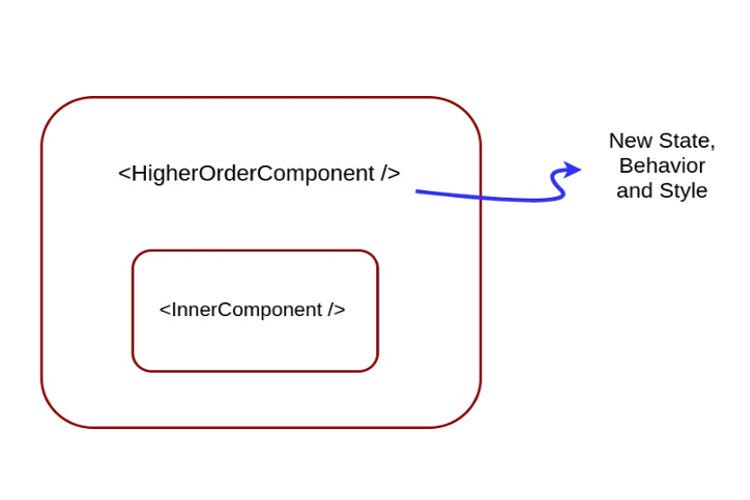 <HigherOrderComponent />
New State,
Behavior
and Style
<InnerComponent />